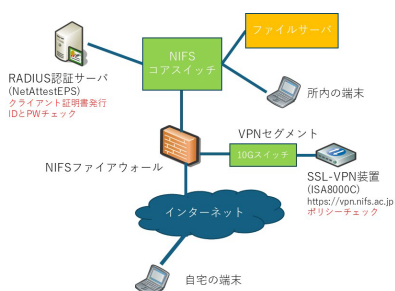 ファイルサーバ
NIFS
コアスイッチ
RADIUS認証サーバ
(NetAttestEPS)
クライアント証明書発行
IDとPWチェック
所内の端末
VPNセグメント
NIFSファイアウォール
10Gスイッチ
SSL-VPN装置
(ISA8000C)
https://vpn.nifs.ac.jp
ポリシーチェック
インターネット
自宅の端末